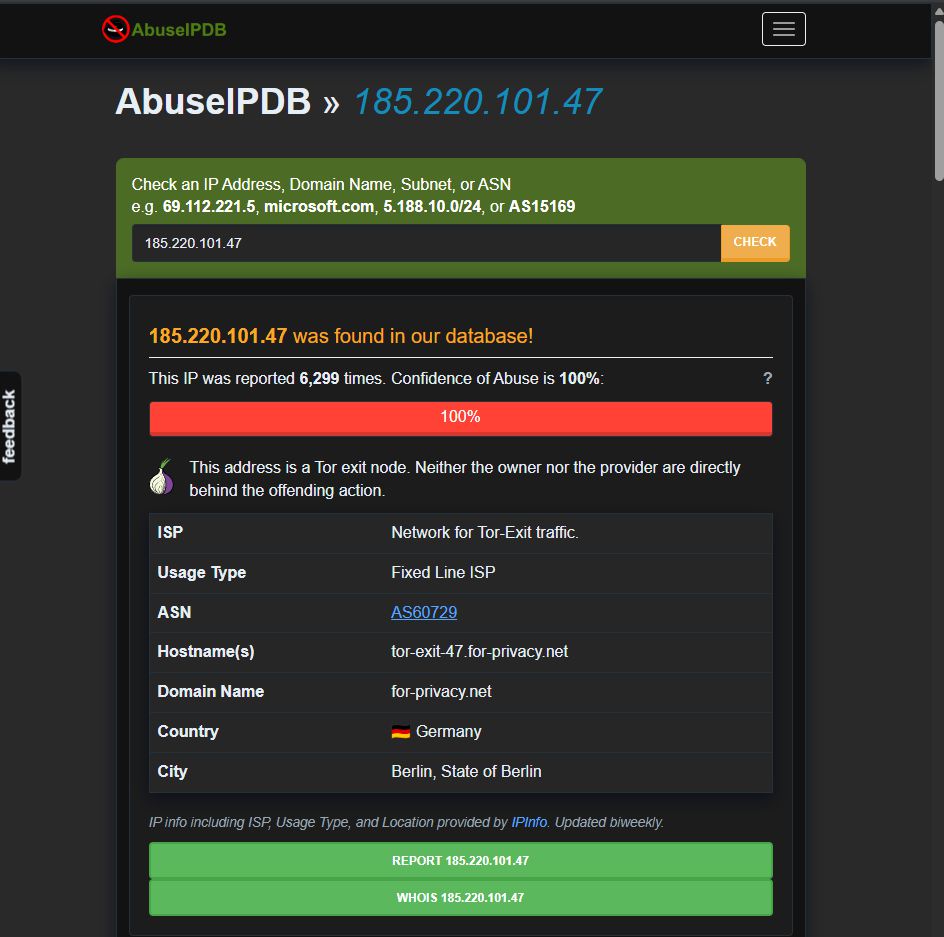 AbuseIPDB
AbuseIPDB » 185.220.101.47
Check an IP Address, Domain Name, Subnet, or ASN
e.g. 69.112.221.5, microsoft.com, 5.188.10.0/24, or AS15169
185.220.101.47 CHECK
185.220.101.47 was found in our database!
This IP was reported 6,299 times. Confidence of Abuse is 100%: ?
100%
feedback
This address is a Tor exit node. Neither the owner nor the provider are directly
behind the offending action.
ISP Network for Tor-Exit traffic.
Usage Type Fixed Line ISP
ASN AS60729
Hostname(s) tor-exit-47.for-privacy.net
Domain Name for-privacy.net
Country Germany
City Berlin, State of Berlin
IP info including ISP, Usage Type, and Location provided by IPInfo. Updated biweekly.
REPORT 185.220.101.47
WHOIS 185.220.101.47